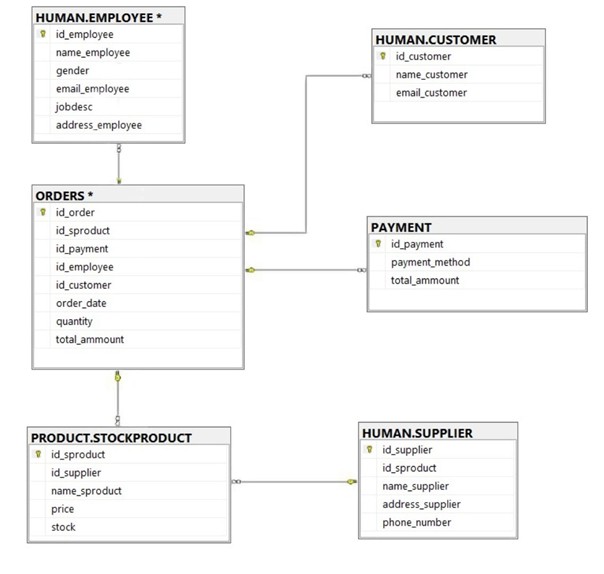 HUMAN.EMPLOYEE *
id_employee
name_employee
gender
email_employee
jobdesc
address_employee
HUMAN.CUSTOMER
id_customer
name_customer
email_customer
ORDERS *
id_order
id_sproduct
id_payment
id_employee
id_customer
order_date
quantity
total_ammount
PAYMENT
id_payment
payment_method
total_ammount
PRODUCT.STOCKPRODUCT
id_sproduct
id_supplier
name_sproduct
price
stock
HUMAN.SUPPLIER
id_supplier
id_sproduct
name_supplier
address_supplier
phone_number